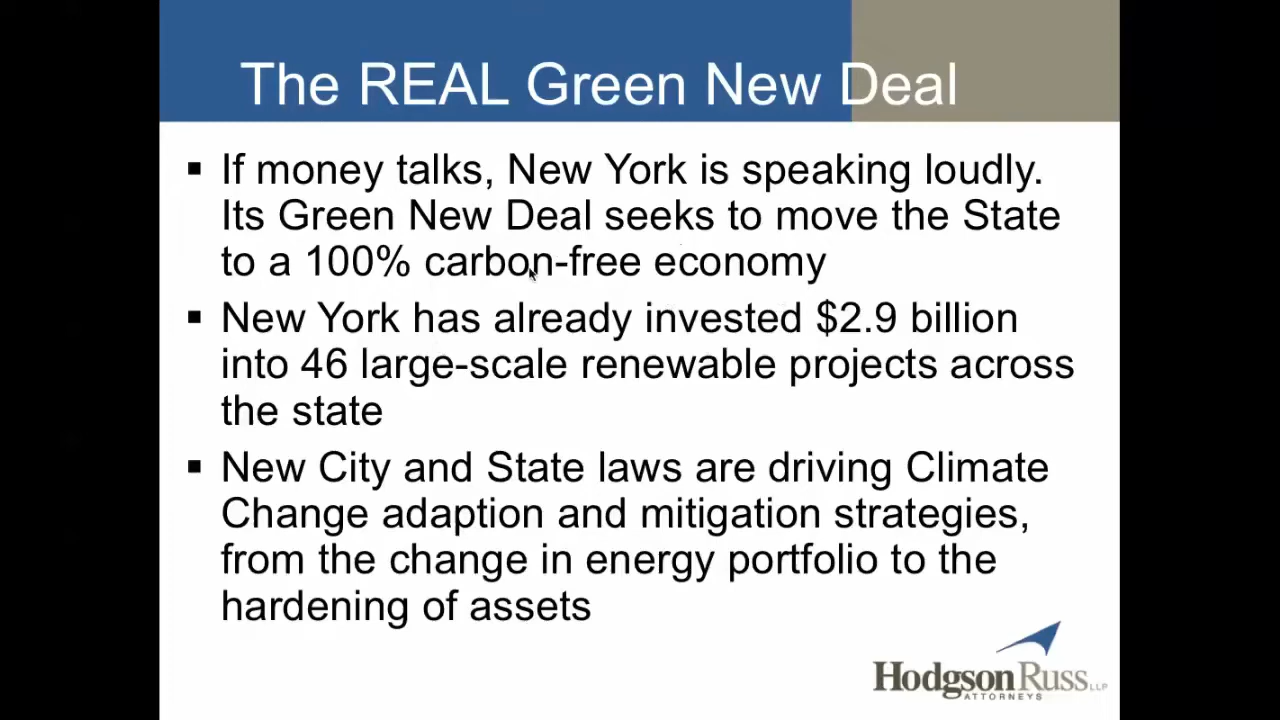 The REAL Green New Deal
▪ If money talks, New York is speaking loudly.
Its Green New Deal seeks to move the State
to a 100% carbon-free economy
▪ New York has already invested $2.9 billion
into 46 large-scale renewable projects across
the state
▪ New City and State laws are driving Climate
Change adaption and mitigation strategies,
from the change in energy portfolio to the
hardening of assets
HodgsonRuss LLP
ATTORNEYS